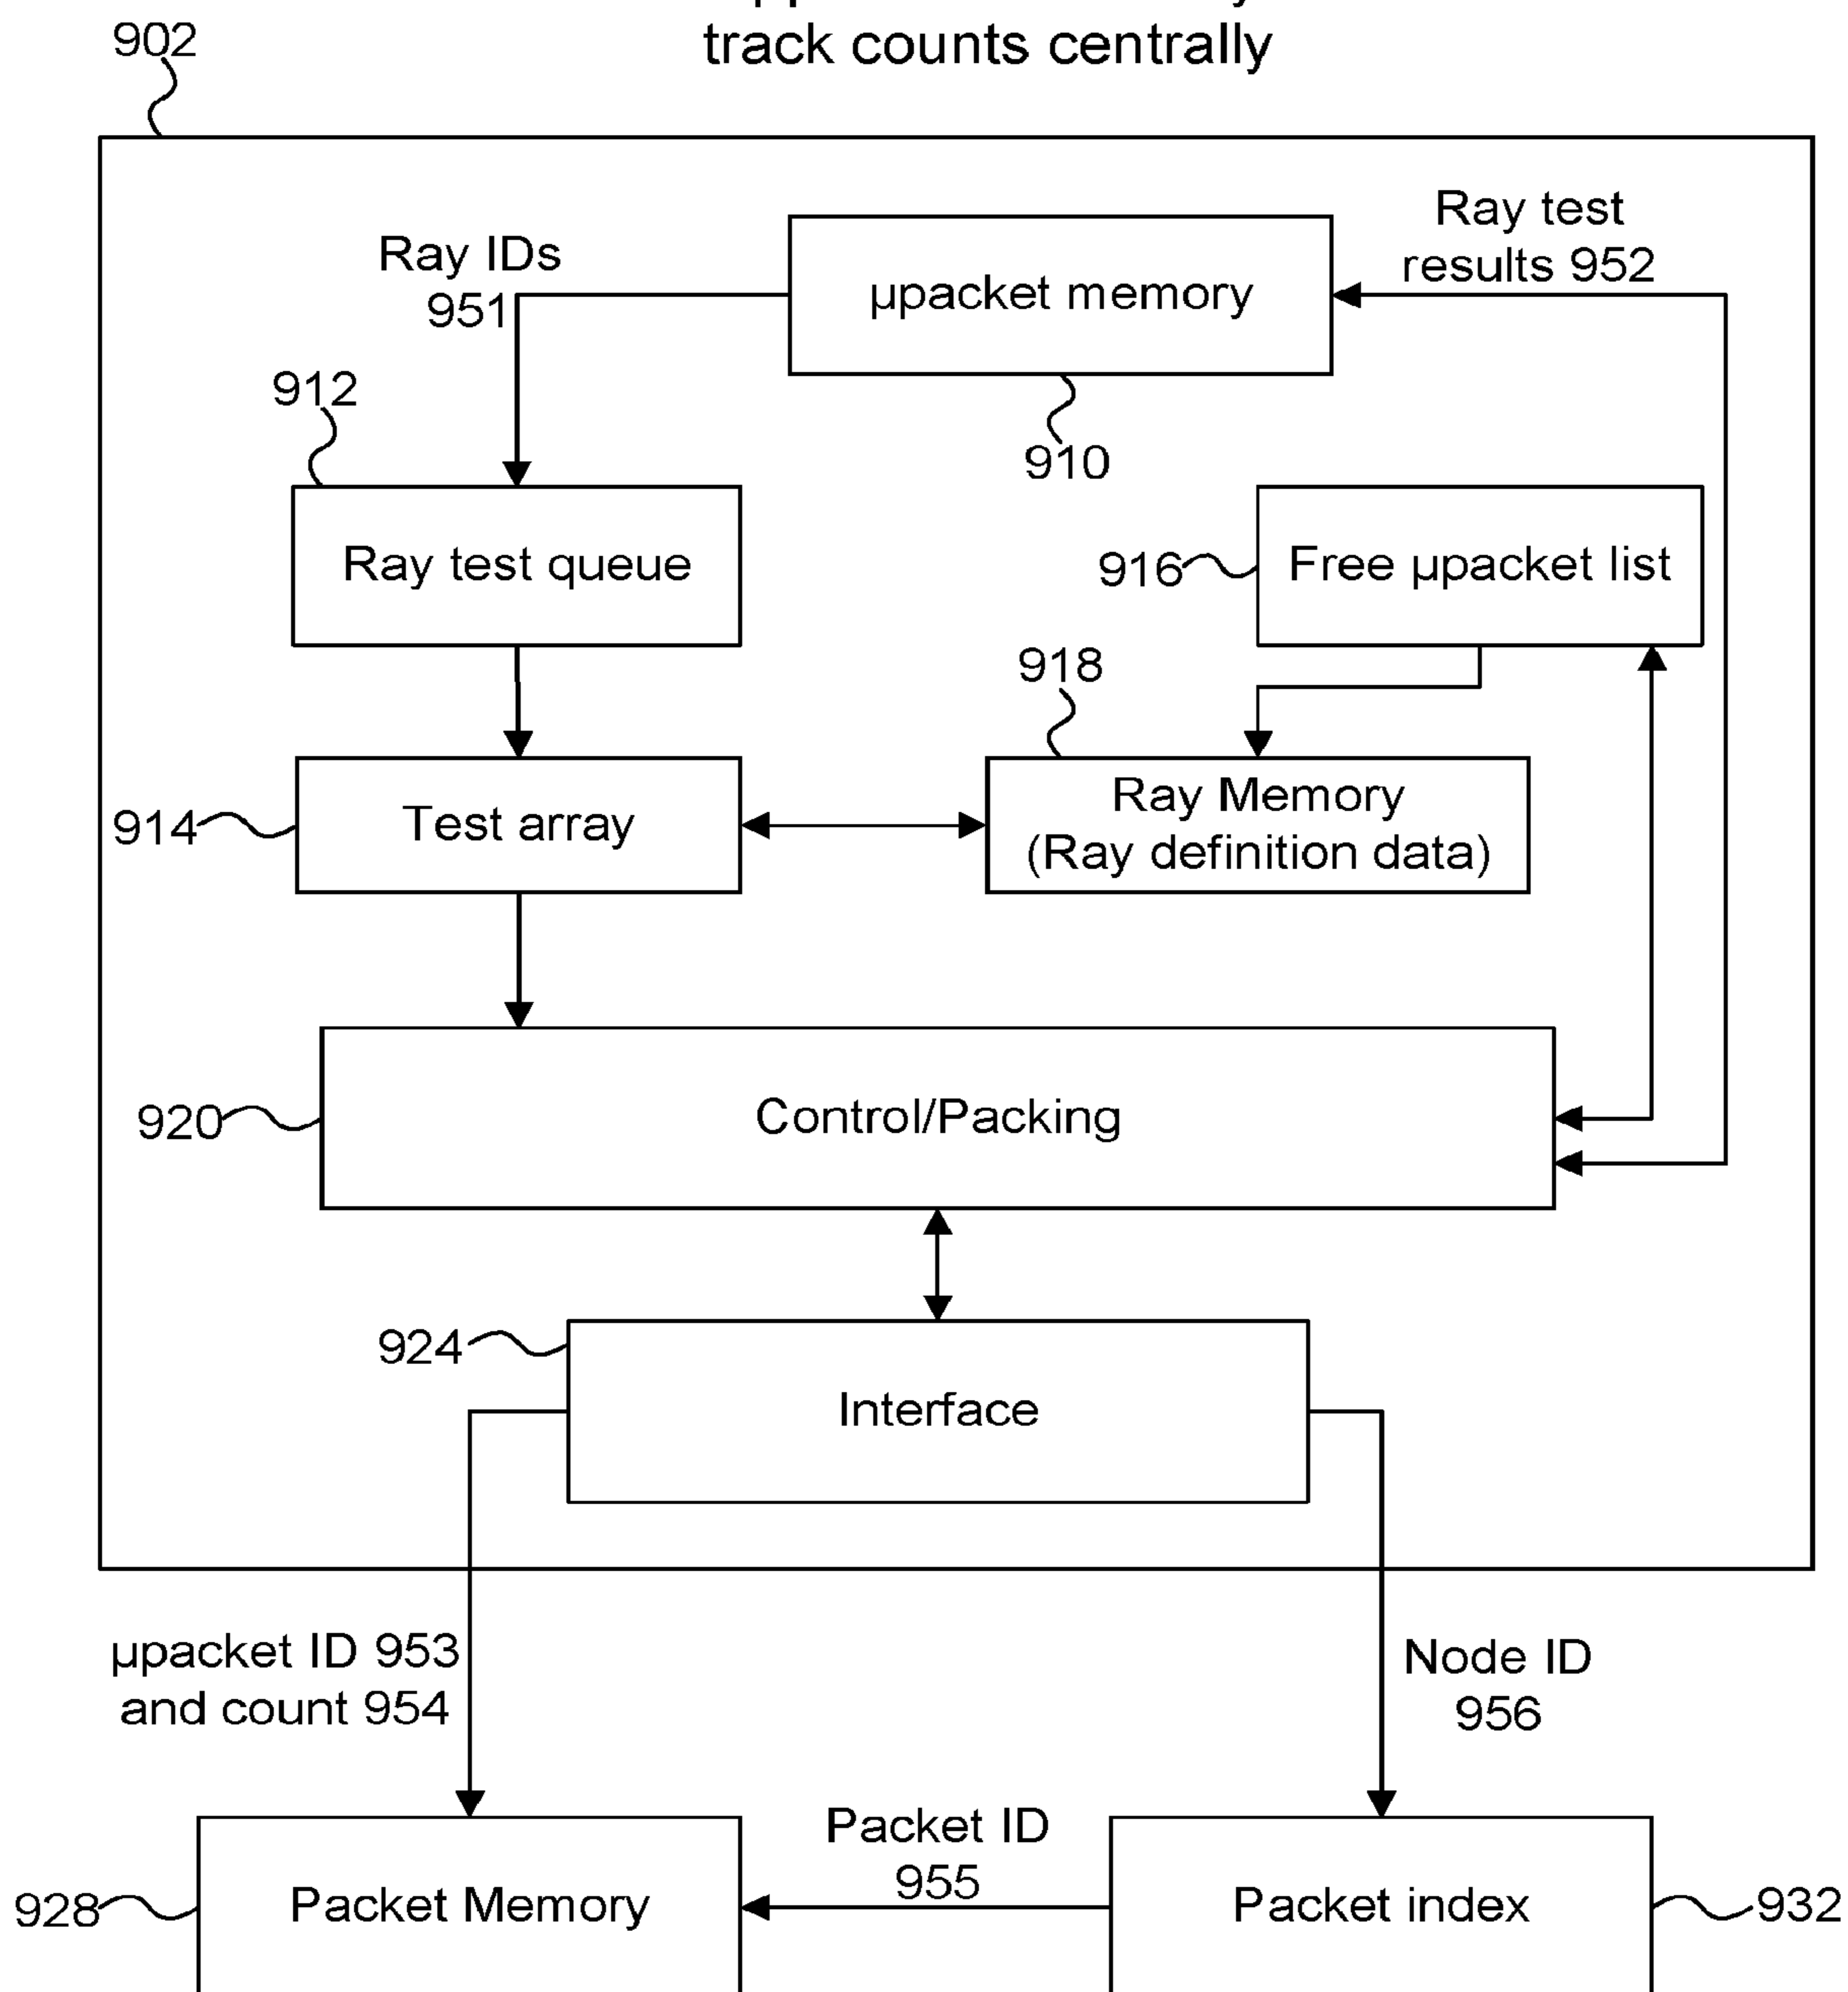 track counts centrally
902
Ray test
results 952
Ray IDs
951
µpacket memory
912
910
Ray test queue
916
Free µpacket list
918
914
Test array
Ray Memory
(Ray definition data)
920
Control/Packing
924
Interface
µpacket ID 953
and count 954
Node ID
956
Packet ID
955
928
Packet Memory
Packet index
932